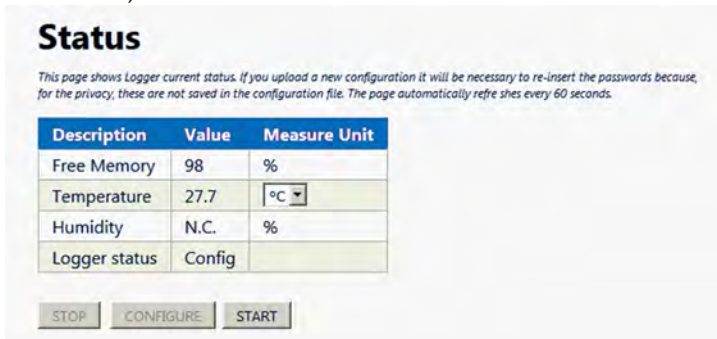 Status
This page shows Logger current status. If you upload a new configuration it will be necessary to re-insert the passwords because,
for the privacy, these are not saved in the configuration file. The page automatically refre shes every 60 seconds.
Description Value Measure Unit
Free Memory 98 %
Temperature 27.7 °C
Humidity N.C. %
Logger status Config
STOP CONFIGURE START